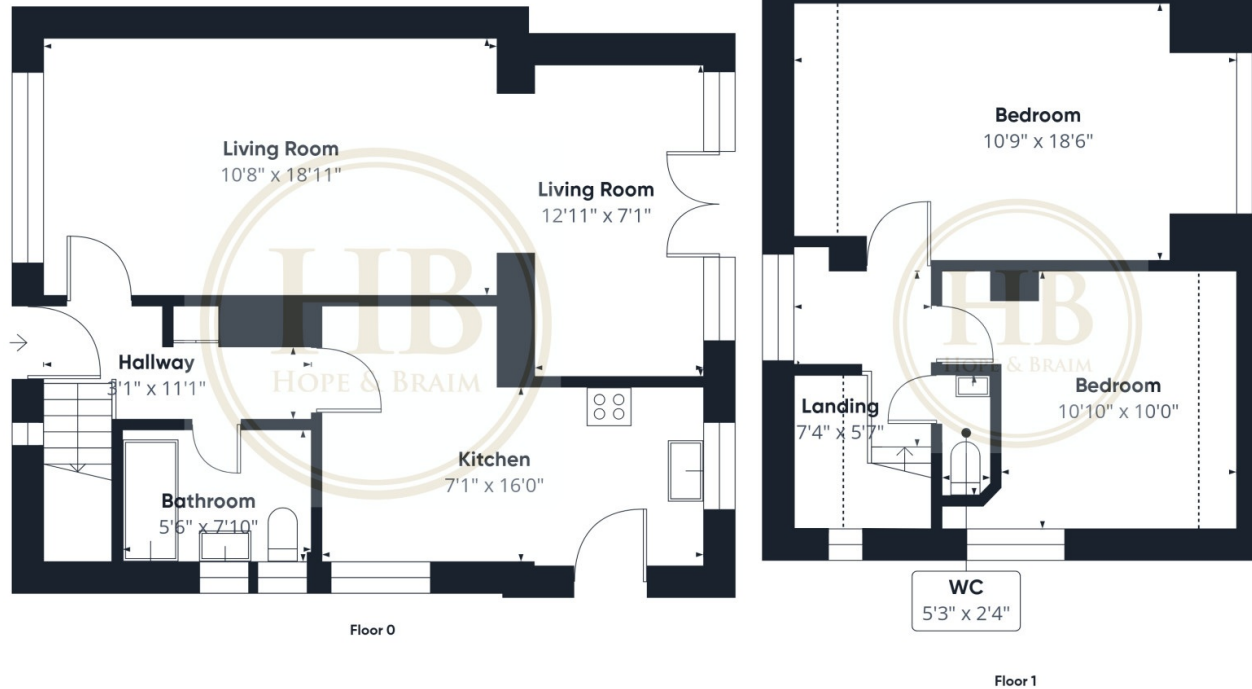 Living Room
10'8" x 18'11"
Living Room
12'11" x 7'1"
Hallway
3'1" x 11'1"
Kitchen
7'1" x 16'0"
Bathroom
5'6" x 7'10"
HB
HOPE & BRAIM
Floor 0
Bedroom
10'9" x 18'6"
Bedroom
10'10" x 10'0"
Landing
7'4" x 5'7"
HB
HOPE & BRAIM
WC
5'3" x 2'4"
Floor 1